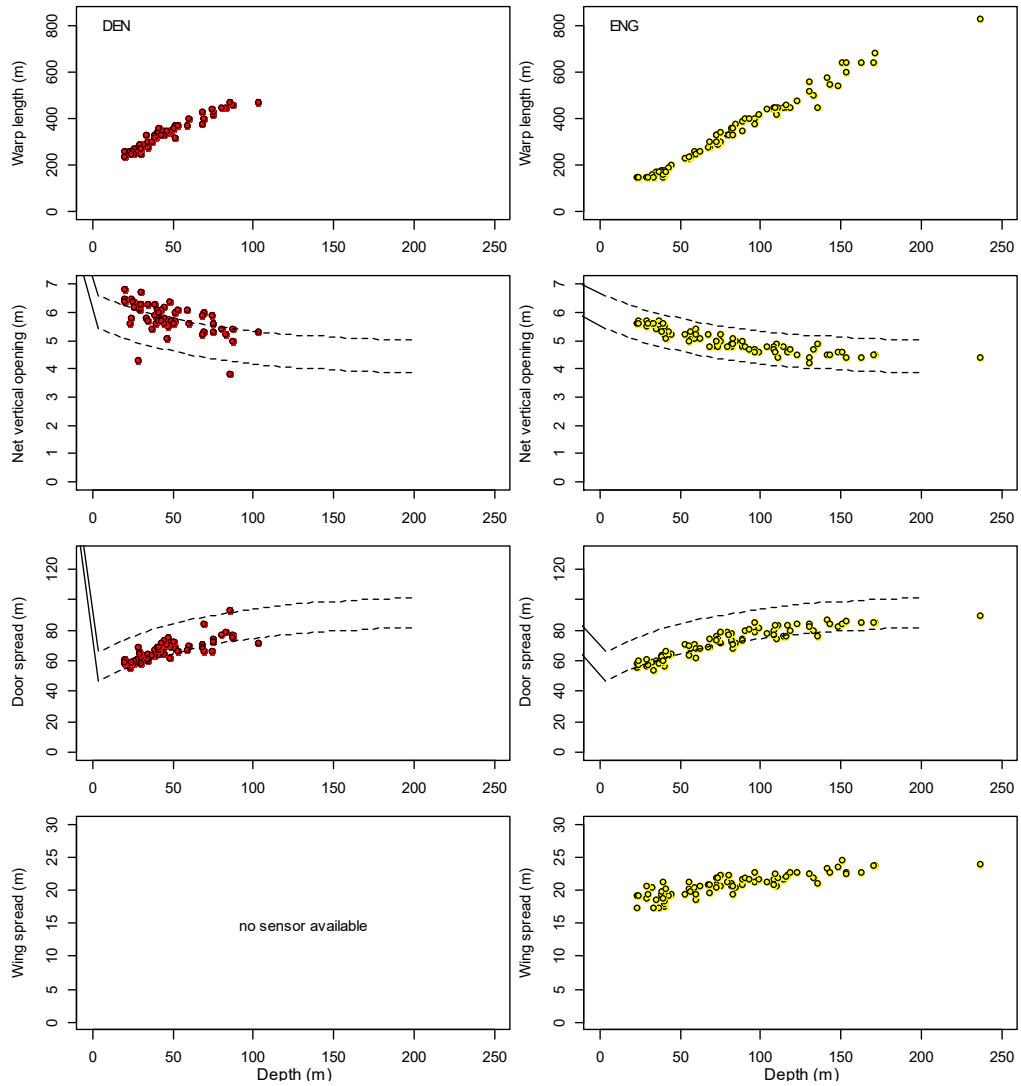 DEN
ENG
Warp length (m)
0 200 400 600 800
0 50 100 150 200 250
Warp length (m)
0 200 400 600 800
0 50 100 150 200 250
Net vertical opening (m)
0 1 2 3 4 5 6 7
0 50 100 150 200 250
Net vertical opening (m)
0 1 2 3 4 5 6 7
0 50 100 150 200 250
Door spread (m)
0 20 40 60 80 120
0 50 100 150 200 250
Door spread (m)
0 20 40 60 80 120
0 50 100 150 200 250
Wing spread (m)
0 5 10 15 20 25 30
no sensor available
0 50 100 150 200 250
Depth (m)
Wing spread (m)
0 5 10 15 20 25 30
0 50 100 150 200 250
Depth (m)